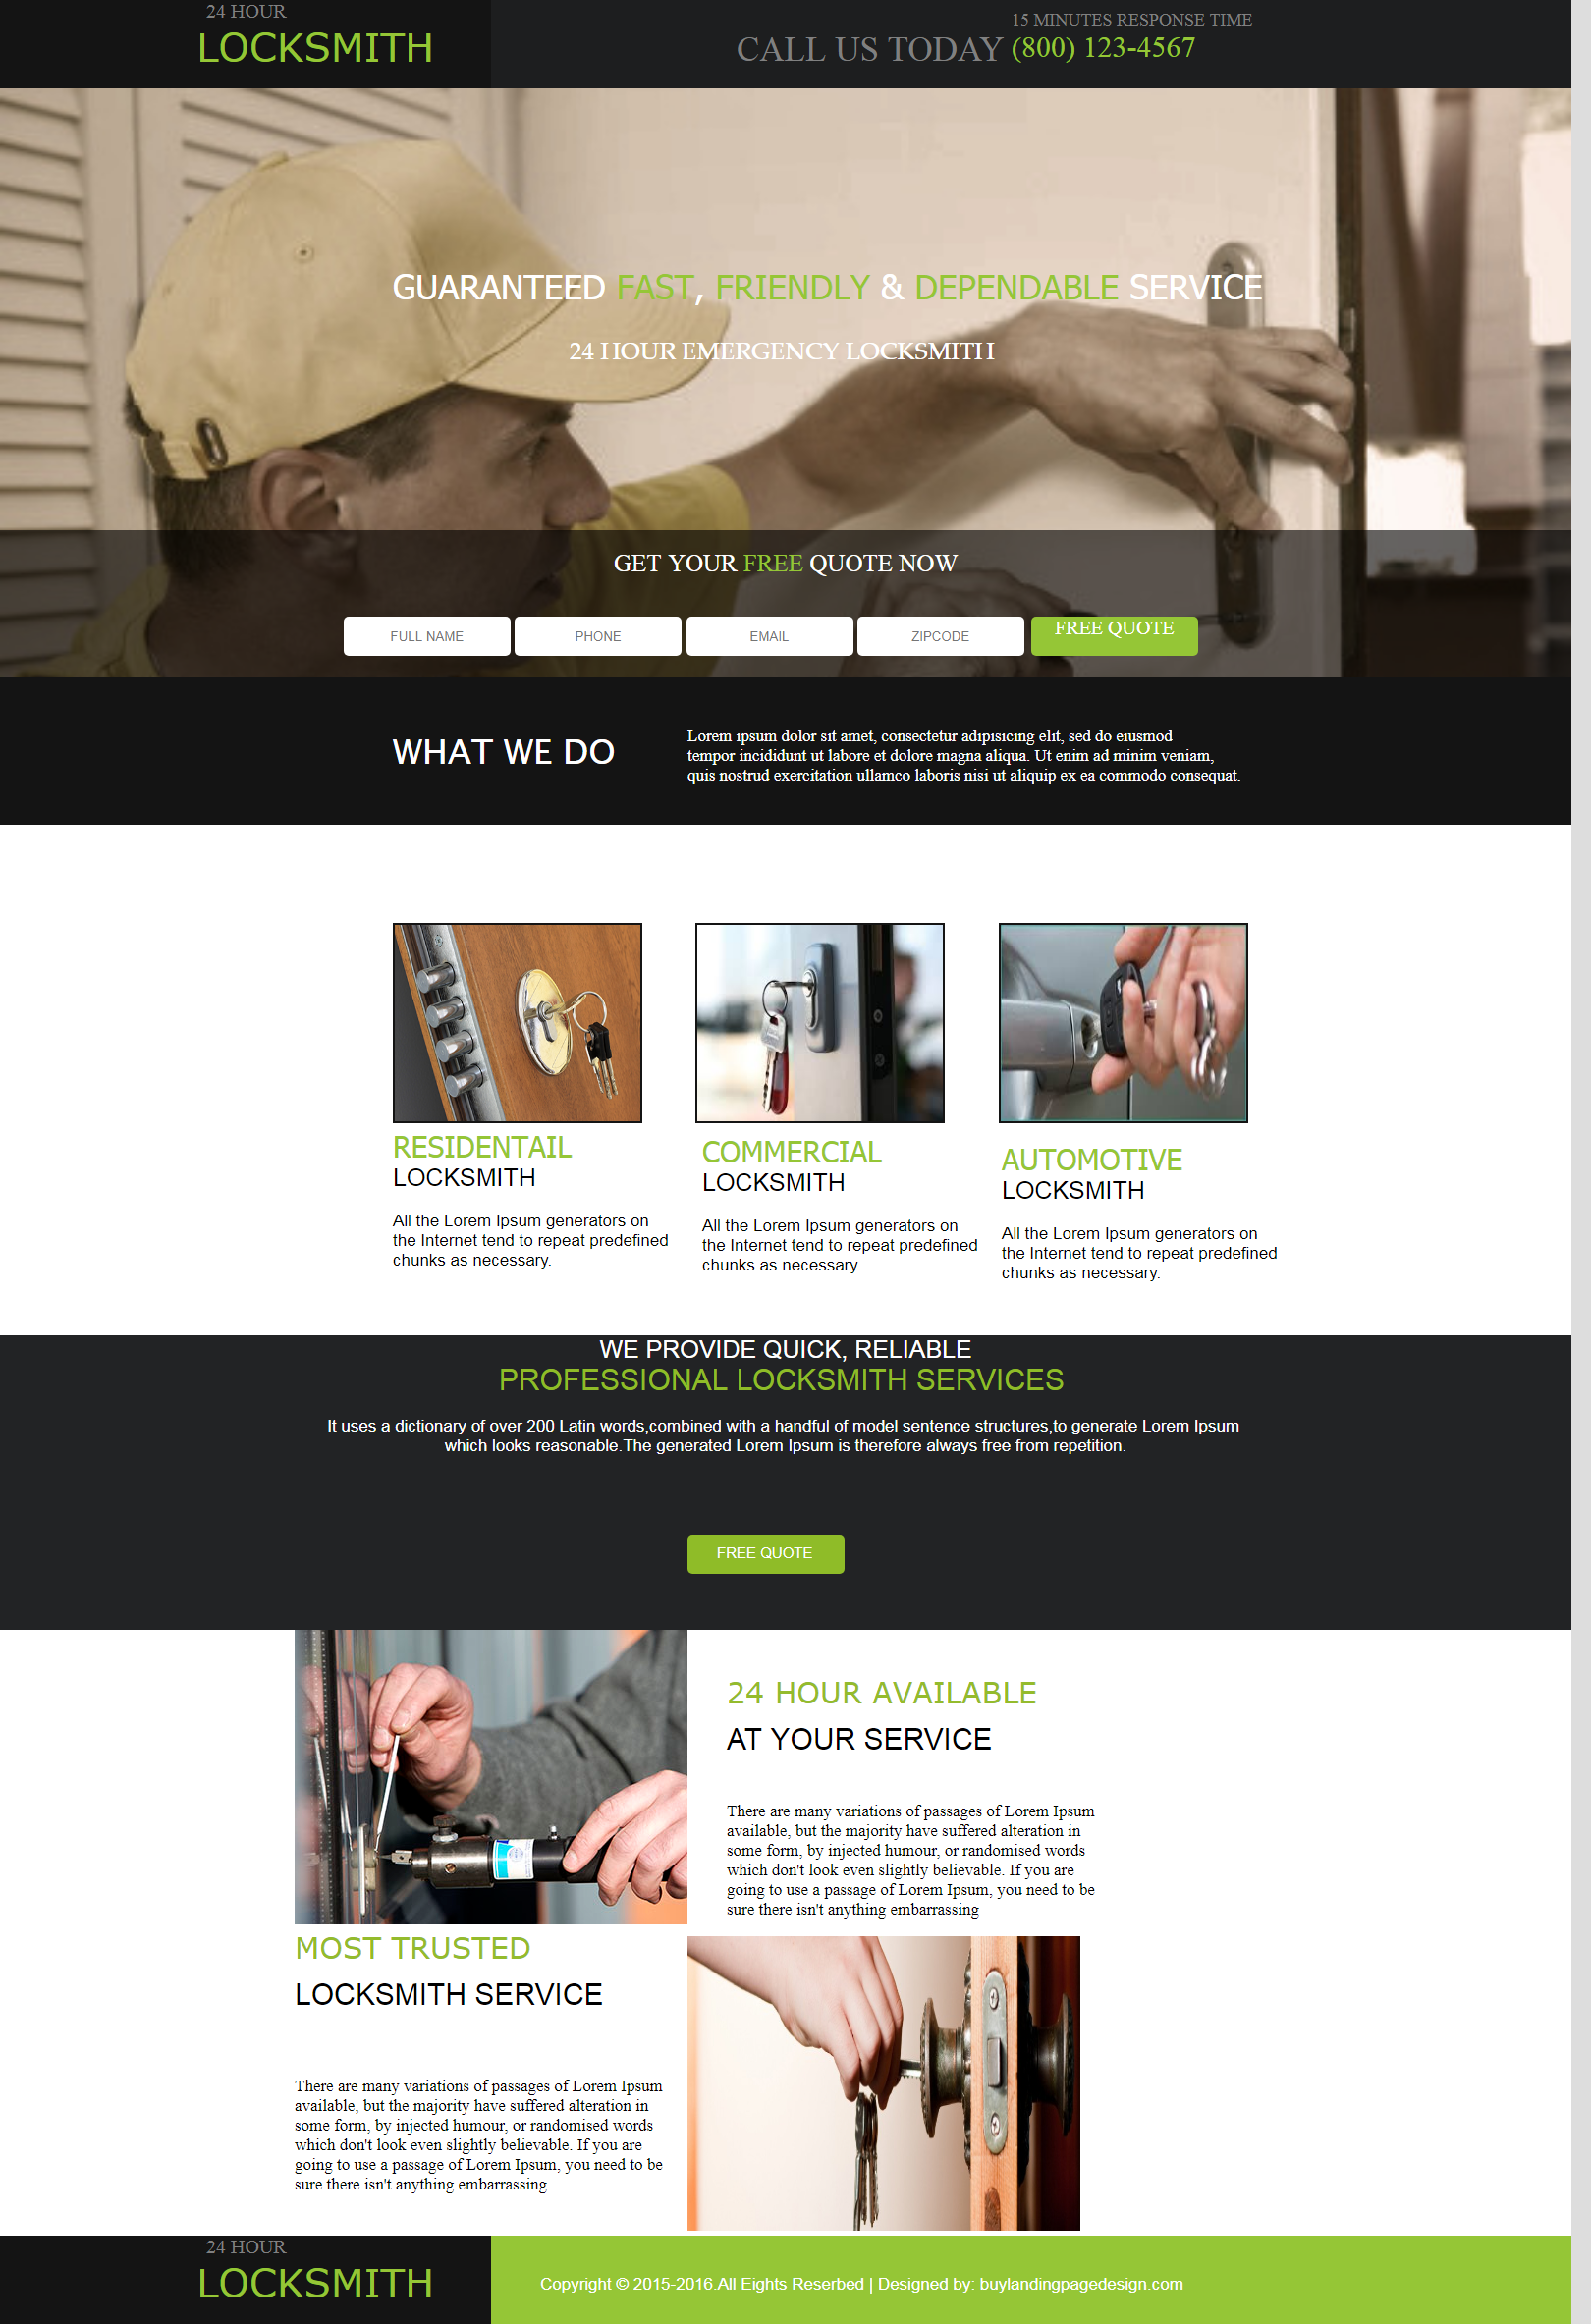 24 HOUR
LOCKSMITH
15 MINUTES RESPONSE TIME
CALL US TODAY (800) 123-4567
GUARANTEED FAST, FRIENDLY & DEPENDABLE SERVICE
24 HOUR EMERGENCY LOCKSMITH
GET YOUR FREE QUOTE NOW
FULL NAME PHONE EMAIL ZIPCODE FREE QUOTE
WHAT WE DO
Lorem ipsum dolor sit amet, consectetur adipisicing elit, sed do eiusmod
tempor incididunt ut labore et dolore magna aliqua. Ut enim ad minim veniam,
quis nostrud exercitation ullamco laboris nisi ut aliquip ex ea commodo consequat.
RESIDENTAIL
LOCKSMITH
All the Lorem Ipsum generators on
the Internet tend to repeat predefined
chunks as necessary.
COMMERCIAL
LOCKSMITH
All the Lorem Ipsum generators on
the Internet tend to repeat predefined
chunks as necessary.
AUTOMOTIVE
LOCKSMITH
All the Lorem Ipsum generators on
the Internet tend to repeat predefined
chunks as necessary.
WE PROVIDE QUICK, RELIABLE
PROFESSIONAL LOCKSMITH SERVICES
It uses a dictionary of over 200 Latin words,combined with a handful of model sentence structures,to generate Lorem Ipsum
which looks reasonable.The generated Lorem Ipsum is therefore always free from repetition.
FREE QUOTE
24 HOUR AVAILABLE
AT YOUR SERVICE
There are many variations of passages of Lorem Ipsum
available, but the majority have suffered alteration in
some form, by injected humour, or randomised words
which don't look even slightly believable. If you are
going to use a passage of Lorem Ipsum, you need to be
sure there isn't anything embarrassing
MOST TRUSTED
LOCKSMITH SERVICE
There are many variations of passages of Lorem Ipsum
available, but the majority have suffered alteration in
some form, by injected humour, or randomised words
which don't look even slightly believable. If you are
going to use a passage of Lorem Ipsum, you need to be
sure there isn't anything embarrassing
24 HOUR
LOCKSMITH
Copyright © 2015-2016.All Eights Reserbed | Designed by: buylandingpagedesign.com